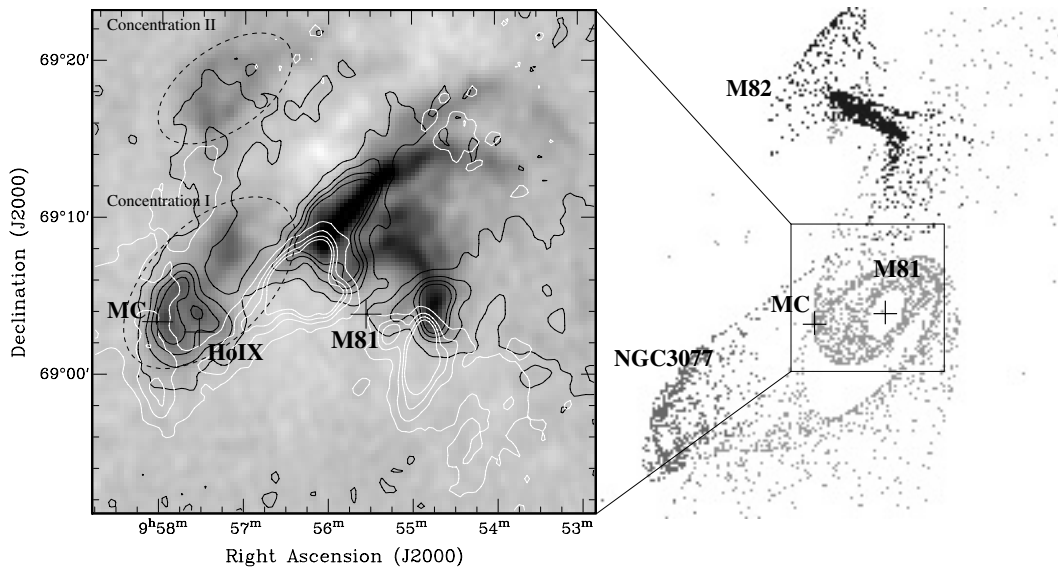 Concentration II
Concentration I
MC
HoIX
M81
69°20′
69°10′
69°00′
Declination (J2000)
9ʰ58ᵐ
57ᵐ
56ᵐ
55ᵐ
54ᵐ
53ᵐ
Right Ascension (J2000)
M82
M81
MC
NGC3077